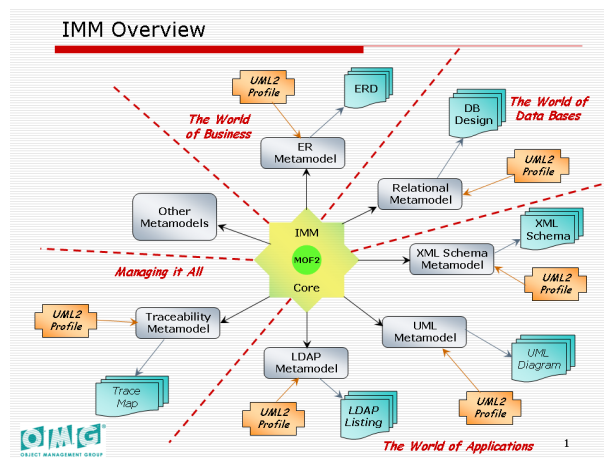 IMM Overview
UML2
Profile
ERD
The World
of Business
ER
Metamodel
DB
Design
The World of
Data Bases
UML2
Profile
Relational
Metamodel
Other
Metamodels
IMM
MOF2
Core
XML
Schema
XML Schema
Metamodel
UML2
Profile
Managing it All
UML2
Profile
Traceability
Metamodel
UML
Metamodel
UML
Diagram
LDAP
Metamodel
Trace
Map
UML2
Profile
LDAP
Listing
UML2
Profile
OMG
OBJECT MANAGEMENT GROUP
The World of Applications
1